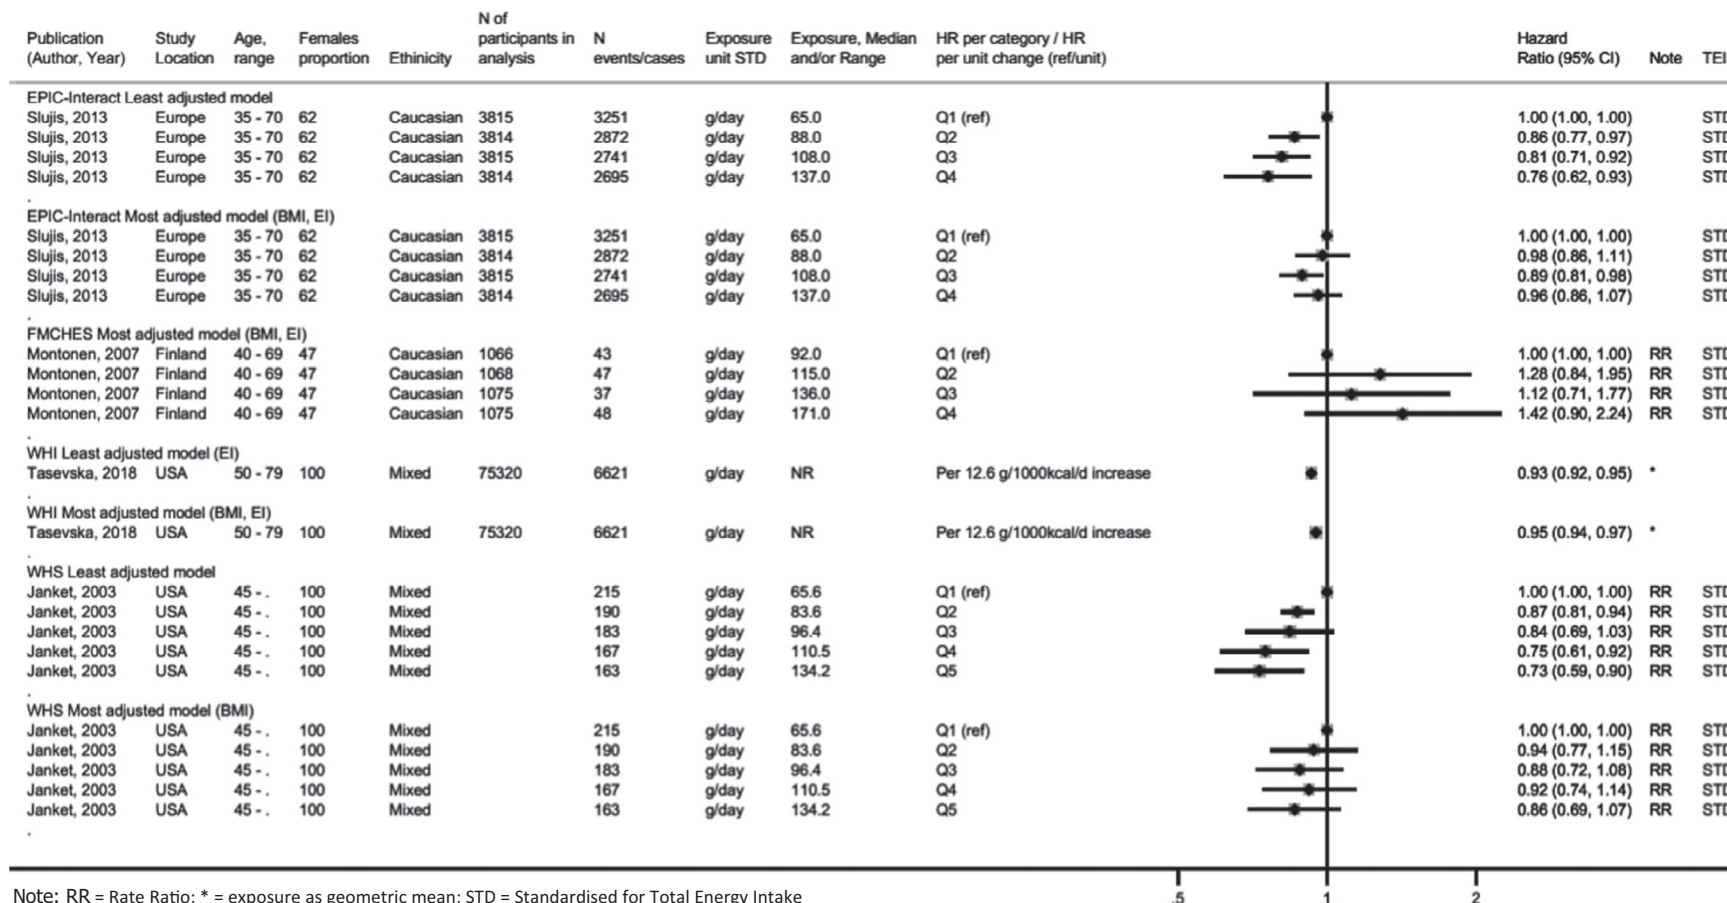 N of
Publication Study Age, Females participants in N Exposure Exposure, Median HR per category / HR Hazard
(Author, Year) Location range proportion Ethinicity analysis events/cases unit STD and/or Range per unit change (ref/unit) Ratio (95% CI) Note TEI
EPIC-Interact Least adjusted model
Slujis, 2013 Europe 35 - 70 62 Caucasian 3815 3251 g/day 65.0 Q1 (ref) 1.00 (1.00, 1.00) STD
Slujis, 2013 Europe 35 - 70 62 Caucasian 3814 2872 g/day 88.0 Q2 0.86 (0.77, 0.97) STD
Slujis, 2013 Europe 35 - 70 62 Caucasian 3815 2741 g/day 108.0 Q3 0.81 (0.71, 0.92) STD
Slujis, 2013 Europe 35 - 70 62 Caucasian 3814 2695 g/day 137.0 Q4 0.76 (0.62, 0.93) STD
.
EPIC-Interact Most adjusted model (BMI, EI)
Slujis, 2013 Europe 35 - 70 62 Caucasian 3815 3251 g/day 65.0 Q1 (ref) 1.00 (1.00, 1.00) STD
Slujis, 2013 Europe 35 - 70 62 Caucasian 3814 2872 g/day 88.0 Q2 0.98 (0.86, 1.11) STD
Slujis, 2013 Europe 35 - 70 62 Caucasian 3815 2741 g/day 108.0 Q3 0.89 (0.81, 0.98) STD
Slujis, 2013 Europe 35 - 70 62 Caucasian 3814 2695 g/day 137.0 Q4 0.96 (0.86, 1.07) STD
.
FMCHES Most adjusted model (BMI, EI)
Montonen, 2007 Finland 40 - 69 47 Caucasian 1066 43 g/day 92.0 Q1 (ref) 1.00 (1.00, 1.00) RR STD
Montonen, 2007 Finland 40 - 69 47 Caucasian 1068 47 g/day 115.0 Q2 1.28 (0.84, 1.95) RR STD
Montonen, 2007 Finland 40 - 69 47 Caucasian 1075 37 g/day 136.0 Q3 1.12 (0.71, 1.77) RR STD
Montonen, 2007 Finland 40 - 69 47 Caucasian 1075 48 g/day 171.0 Q4 1.42 (0.90, 2.24) RR STD
.
WHI Least adjusted model (EI)
Tasevska, 2018 USA 50 - 79 100 Mixed 75320 6621 g/day NR Per 12.6 g/1000kcal/d increase 0.93 (0.92, 0.95) *
.
WHI Most adjusted model (BMI, EI)
Tasevska, 2018 USA 50 - 79 100 Mixed 75320 6621 g/day NR Per 12.6 g/1000kcal/d increase 0.95 (0.94, 0.97) *
.
WHS Least adjusted model
Janket, 2003 USA 45 - . 100 Mixed 215 g/day 65.6 Q1 (ref) 1.00 (1.00, 1.00) RR STD
Janket, 2003 USA 45 - . 100 Mixed 190 g/day 83.6 Q2 0.87 (0.81, 0.94) RR STD
Janket, 2003 USA 45 - . 100 Mixed 183 g/day 96.4 Q3 0.84 (0.69, 1.03) RR STD
Janket, 2003 USA 45 - . 100 Mixed 167 g/day 110.5 Q4 0.75 (0.61, 0.92) RR STD
Janket, 2003 USA 45 - . 100 Mixed 163 g/day 134.2 Q5 0.73 (0.59, 0.90) RR STD
.
WHS Most adjusted model (BMI)
Janket, 2003 USA 45 - . 100 Mixed 215 g/day 65.6 Q1 (ref) 1.00 (1.00, 1.00) RR STD
Janket, 2003 USA 45 - . 100 Mixed 190 g/day 83.6 Q2 0.94 (0.77, 1.15) RR STD
Janket, 2003 USA 45 - . 100 Mixed 183 g/day 96.4 Q3 0.88 (0.72, 1.08) RR STD
Janket, 2003 USA 45 - . 100 Mixed 167 g/day 110.5 Q4 0.92 (0.74, 1.14) RR STD
Janket, 2003 USA 45 - . 100 Mixed 163 g/day 134.2 Q5 0.86 (0.69, 1.07) RR STD
.
.5 1 2
Note: RR = Rate Ratio; * = exposure as geometric mean; STD = Standardised for Total Energy Intake